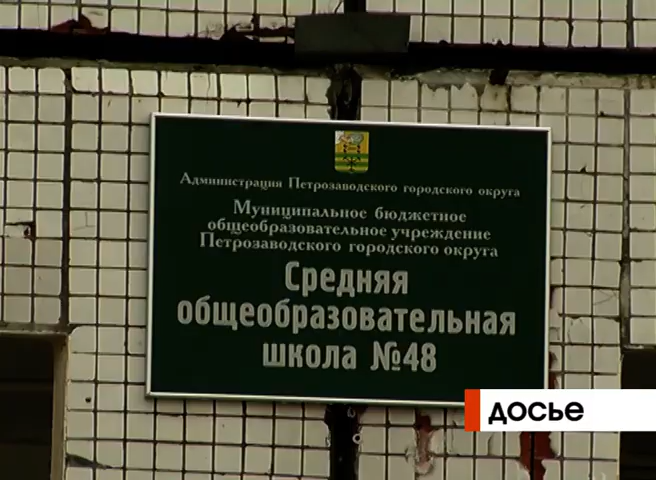 Администрация Петрозаводского городского округа
Муниципальное бюджетное
общеобразовательное учреждение
Петрозаводского городского округа
Средняя
общеобразовательная
школа №48
ДОСЬЕ